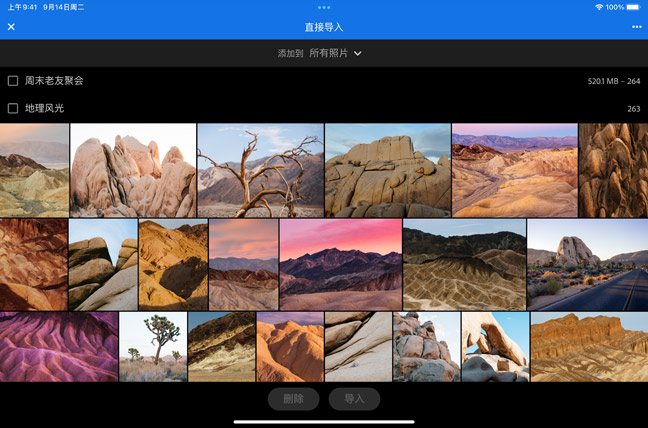 上午9:41 9月14日周二
100%
直接导入
添加到 所有照片
周末老友聚会 520.1 MB – 264
地理风光 263
删除 导入